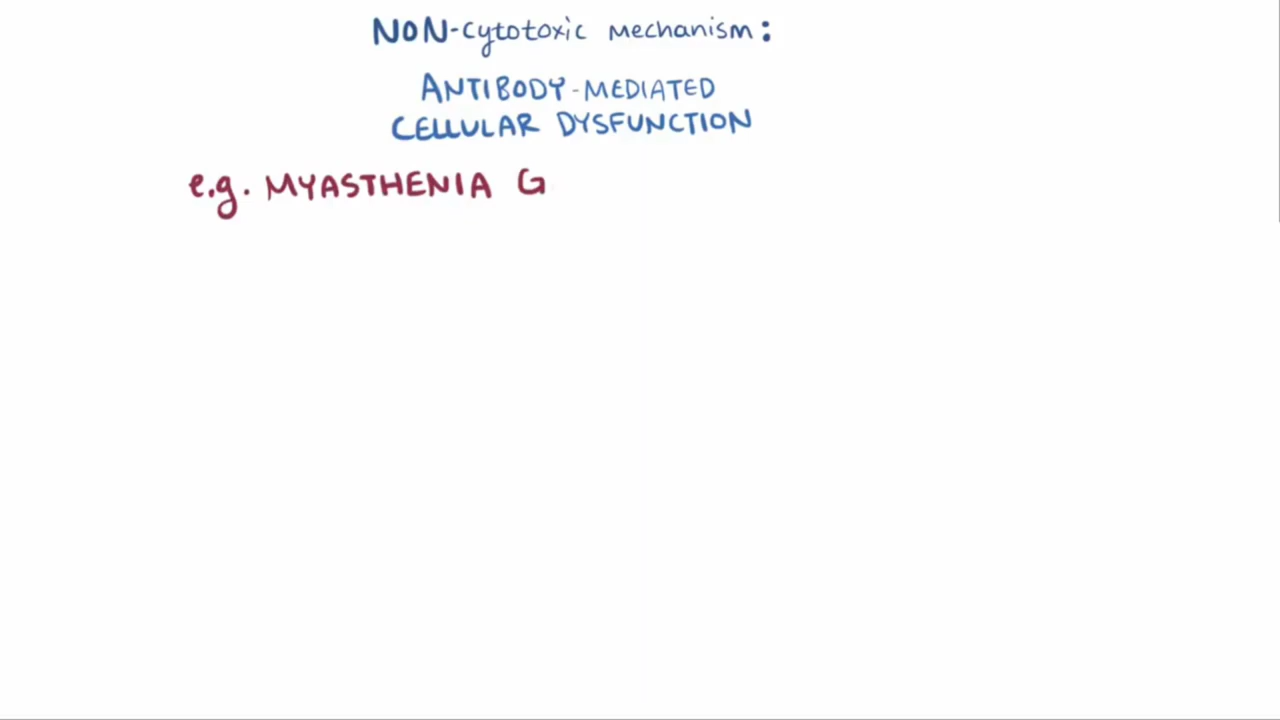 NON-cytotoxic mechanism:
ANTIBODY-MEDIATED
CELLULAR DYSFUNCTION
e.g. MYASTHENIA G